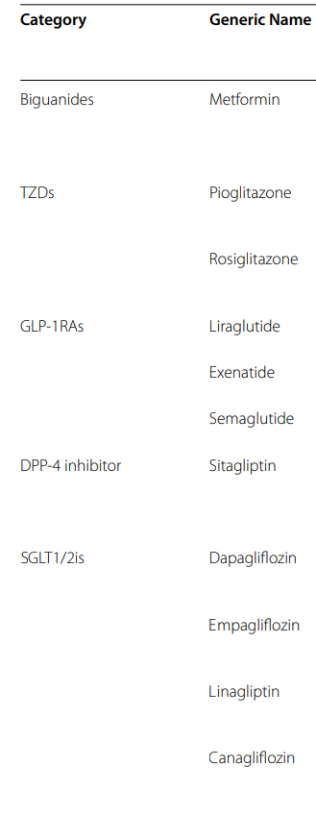 Category Generic Name
Biguanides Metformin
TZDs Pioglitazone
Rosiglitazone
GLP-1RAs Liraglutide
Exenatide
Semaglutide
DPP-4 inhibitor Sitagliptin
SGLT1/2is Dapagliflozin
Empagliflozin
Linagliptin
Canagliflozin